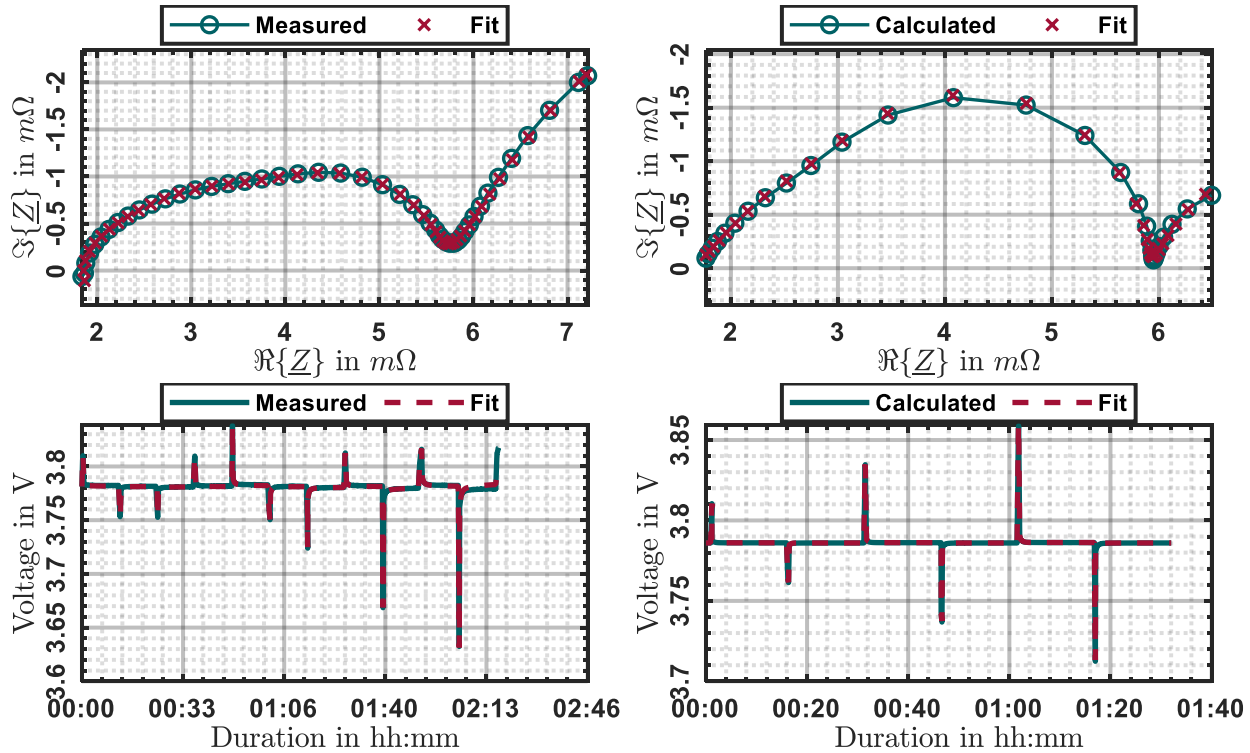 Measured Fit
Calculated Fit
ℑ{Z} in mΩ
-2
-1.5
-1
-0.5
0
2 3 4 5 6 7
ℜ{Z} in mΩ
ℑ{Z} in mΩ
-2
-1.5
-1
-0.5
0
2 3 4 5 6
ℜ{Z} in mΩ
Measured Fit
Calculated Fit
Voltage in V
3.8
3.75
3.7
3.65
3.6
00:00 00:33 01:06 01:40 02:13 02:46
Duration in hh:mm
Voltage in V
3.85
3.8
3.75
3.7
00:00 00:20 00:40 01:00 01:20 01:40
Duration in hh:mm